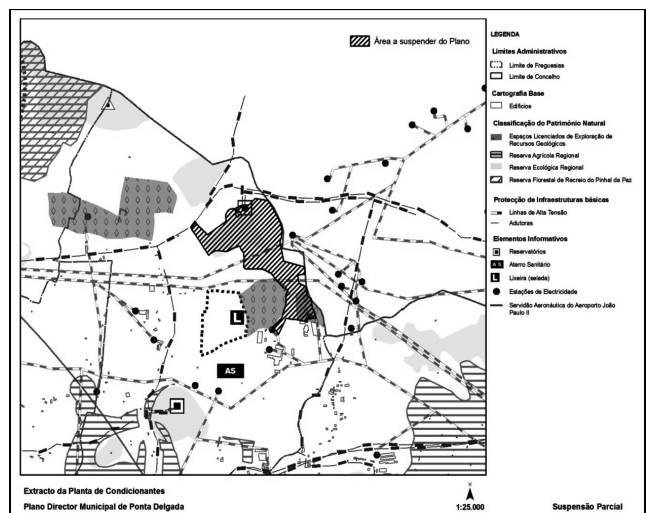 Área a suspender do Plano
L
AS
LEGENDA
Limites Administrativos
Limite de Freguesias
Limite de Concelho
Cartografia Base
Edifícios
Classificação do Património Natural
Espaços Licenciados de Exploração de
Recursos Geológicos
Reserva Agrícola Regional
Reserva Ecológica Regional
Reserva Florestal de Recreio do Pinhal da Paz
Protecção de Infraestruturas básicas
Linhas de Alta Tensão
Adutoras
Elementos Informativos
Reservatórios
AS Aterro Sanitário
L Lixeira (selada)
Estações de Electricidade
Servidão Aeronáutica do Aeroporto João
Paulo II
Extracto da Planta de Condicionantes
Plano Director Municipal de Ponta Delgada
N
1:25.000
Suspensão Parcial